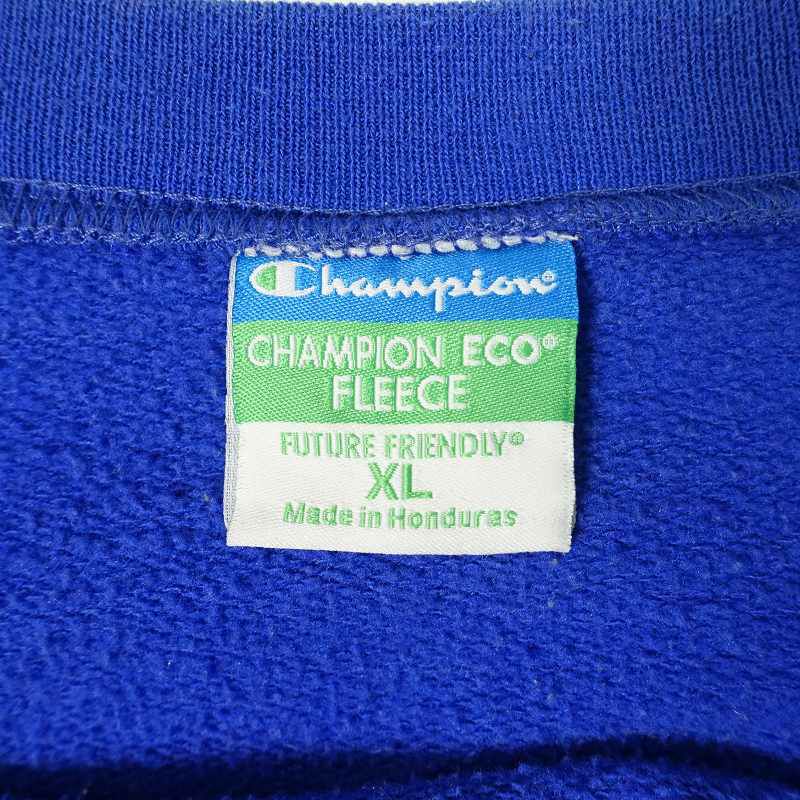 Champion®
CHAMPION ECO®
FLEECE
FUTURE FRIENDLY®
XL
Made in Honduras